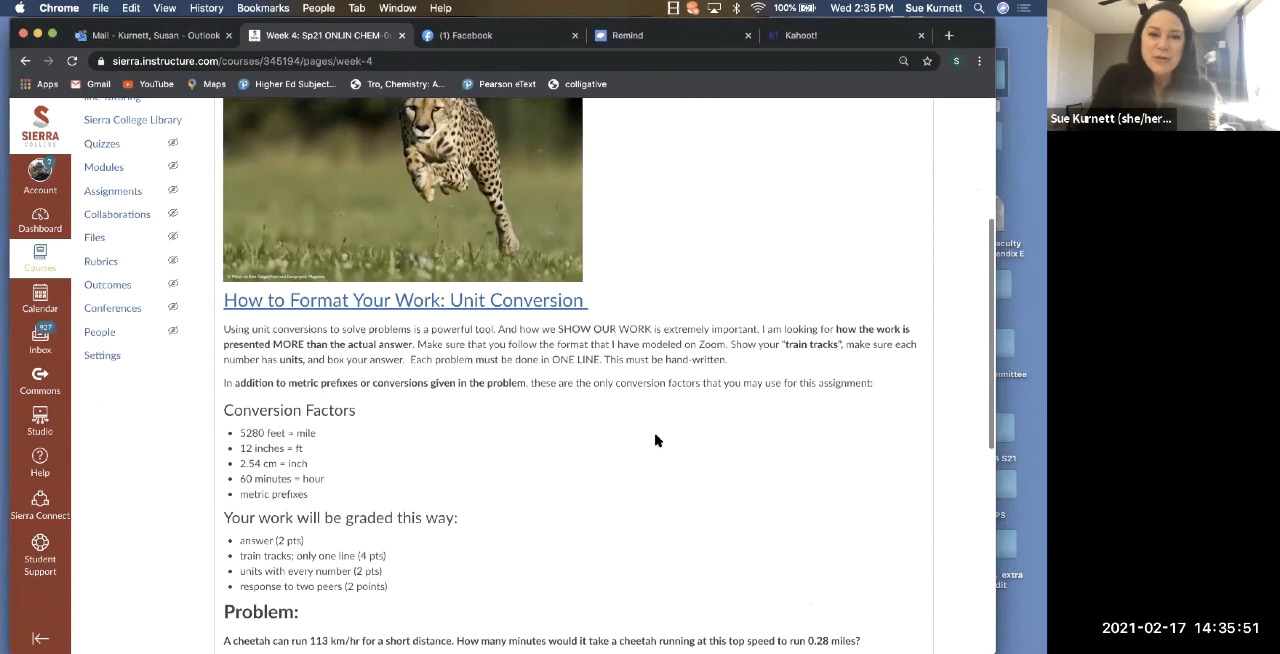 Chrome File Edit View History Bookmarks People Tab Window Help 100% Wed 2:35 PM Sue Kurnett
Mail - Kurnett, Susan - Outlook
Week 4: Sp21 ONLIN CHEM-0
(1) Facebook
Remind
Kahoot!
sierra.instructure.com/courses/345194/pages/week-4
S
Apps Gmail YouTube Maps Higher Ed Subject... Tro, Chemistry: A... Pearson eText colligative
SIERRA
COLLEGE
2
Account
Dashboard
Courses
Calendar
927
Inbox
Commons
Studio
Help
Sierra Connect
Student
Support
Sierra College Library
Quizzes
Modules
Assignments
Collaborations
Files
Rubrics
Outcomes
Conferences
People
Settings
How to Format Your Work: Unit Conversion
Using unit conversions to solve problems is a powerful tool. And how we SHOW OUR WORK is extremely important. I am looking for how the work is
presented MORE than the actual answer. Make sure that you follow the format that I have modeled on Zoom. Show your "train tracks", make sure each
number has units, and box your answer. Each problem must be done in ONE LINE. This must be hand-written.
In addition to metric prefixes or conversions given in the problem, these are the only conversion factors that you may use for this assignment:
Conversion Factors
5280 feet = mile
12 inches = ft
2.54 cm = inch
60 minutes = hour
metric prefixes
Your work will be graded this way:
answer (2 pts)
train tracks; only one line (4 pts)
units with every number (2 pts)
response to two peers (2 points)
Problem:
A cheetah can run 113 km/hr for a short distance. How many minutes would it take a cheetah running at this top speed to run 0.28 miles?
aculty
endix E
mmittee
A S21
PS
extra
dit
Sue Kurnett (she/her...
2021-02-17 14:35:51